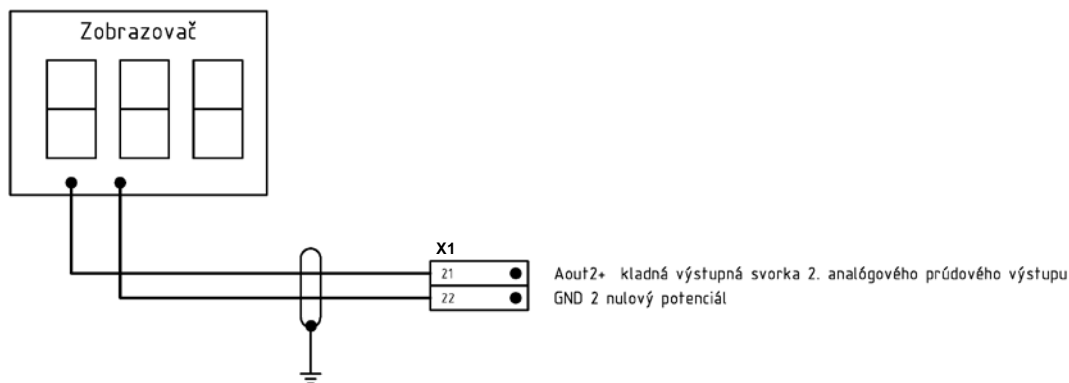 Zobrazovač
X1
21 Aout2+ kladná výstupná svorka 2. analógového prúdového výstupu
22 GND 2 nulový potenciál